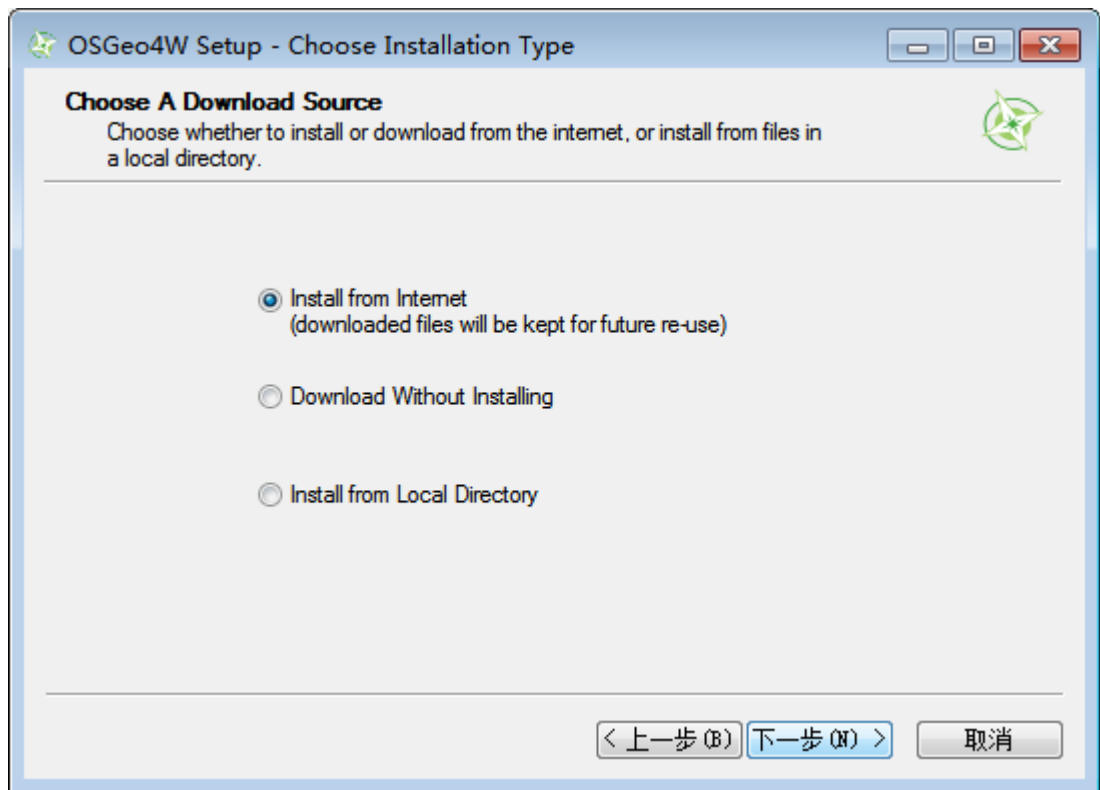 OSGeo4W Setup - Choose Installation Type
Choose A Download Source
Choose whether to install or download from the internet, or install from files in
a local directory.
Install from Internet
(downloaded files will be kept for future re-use)
Download Without Installing
Install from Local Directory
< 上一步(B) 下一步(N) > 取消